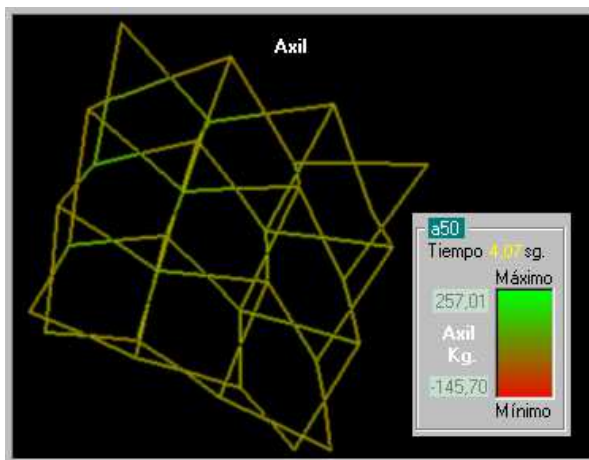 Axil
a50
Tiempo 4,07 sg.
Máximo
257,01
Axil
Kg.
-145,70
Mínimo